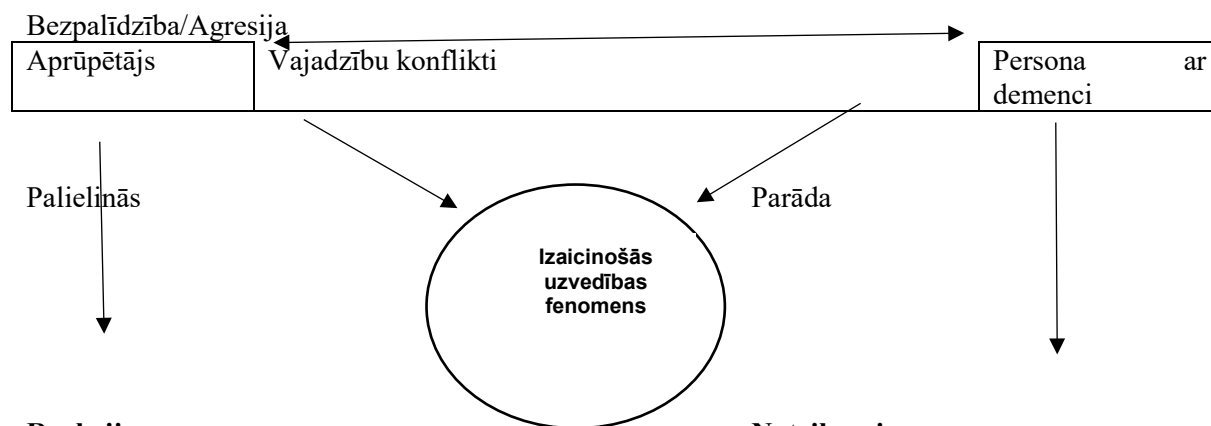 Bezpalīdzība/Agresija
Aprūpētājs
Vajadzību konflikti
Persona ar
demenci
Palielinās
Parāda
Izaicinošās
uzvedības
fenomens